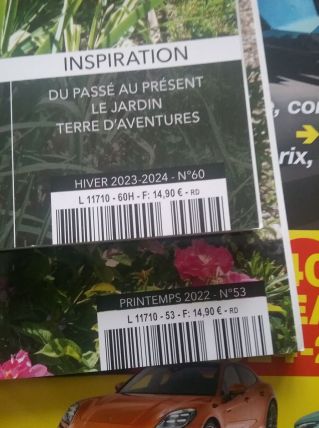 INSPIRATION
DU PASSÉ AU PRÉSENT
LE JARDIN
TERRE D'AVENTURES
HIVER 2023-2024 - N°60
L 11710 - 60H - F: 14,90 € - RD
PRINTEMPS 2022 - N°53
L 11710 - 53 - F: 14,90 € - RD